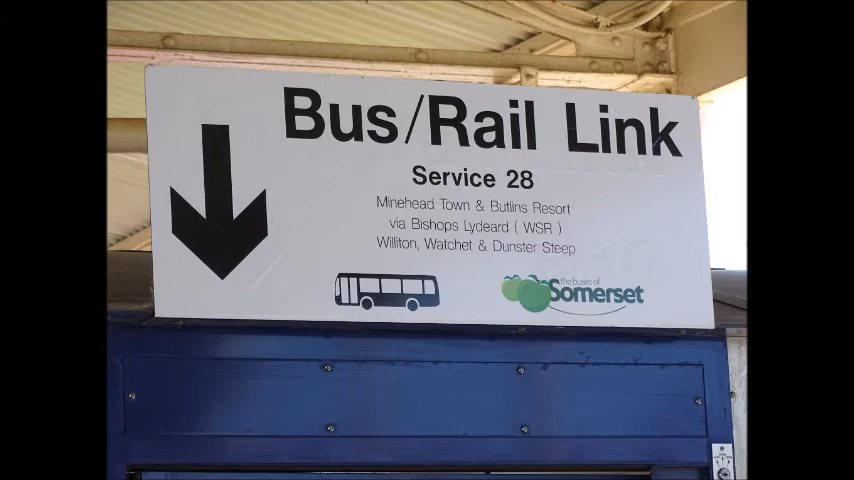 Bus/Rail Link
Service 28
Minehead Town & Butlins Resort
via Bishops Lydeard ( WSR )
Williton, Watchet & Dunster Steep
the buses of
Somerset